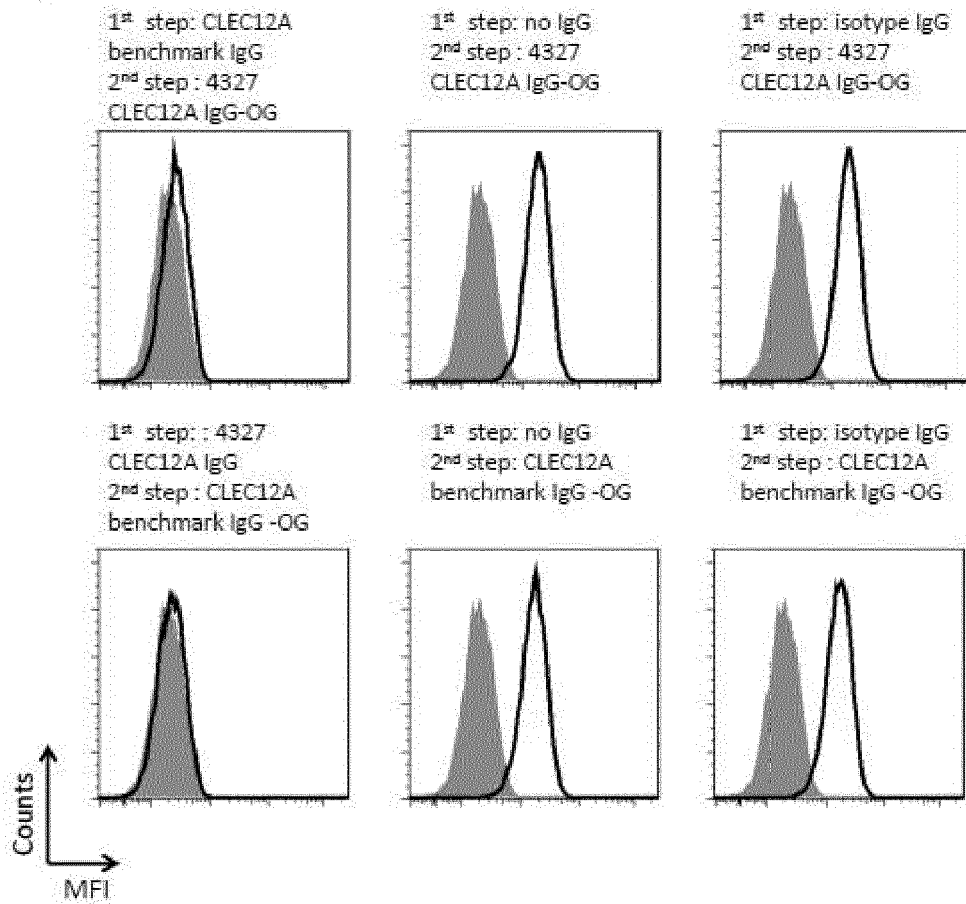 1st step: CLEC12A
benchmark IgG
2nd step : 4327
CLEC12A IgG-OG
1st step: no IgG
2nd step : 4327
CLEC12A IgG-OG
1st step: isotype IgG
2nd step : 4327
CLEC12A IgG-OG
1st step: : 4327
CLEC12A IgG
2nd step : CLEC12A
benchmark IgG -OG
1st step: no IgG
2nd step: CLEC12A
benchmark IgG -OG
1st step: isotype IgG
2nd step : CLEC12A
benchmark IgG -OG
Counts
MFI